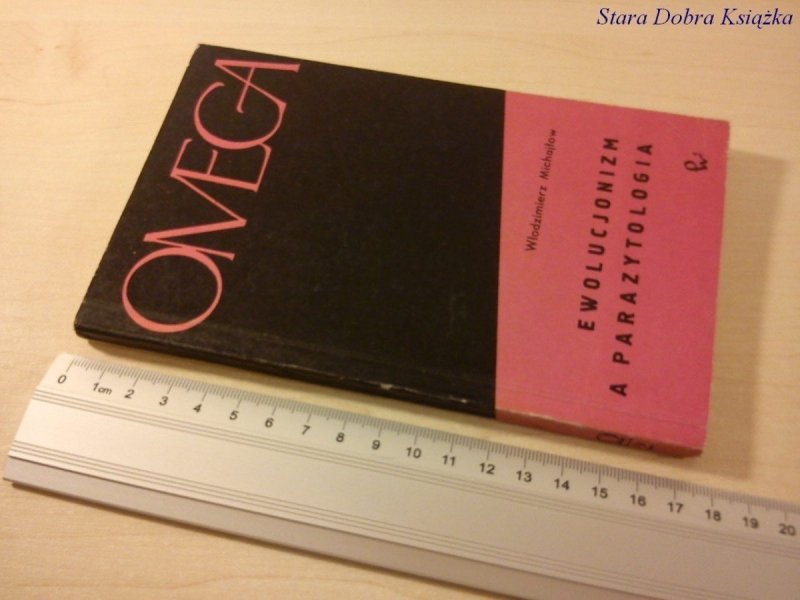 Stara Dobra Książka
OMEGA
Włodzimierz Michajłow
EWOLUCJONIZM
A PARAZYTOLOGIA
0 1cm 2 3 4 5 6 7 8 9 10 11 12 13 14 15 16 17 18 19 20